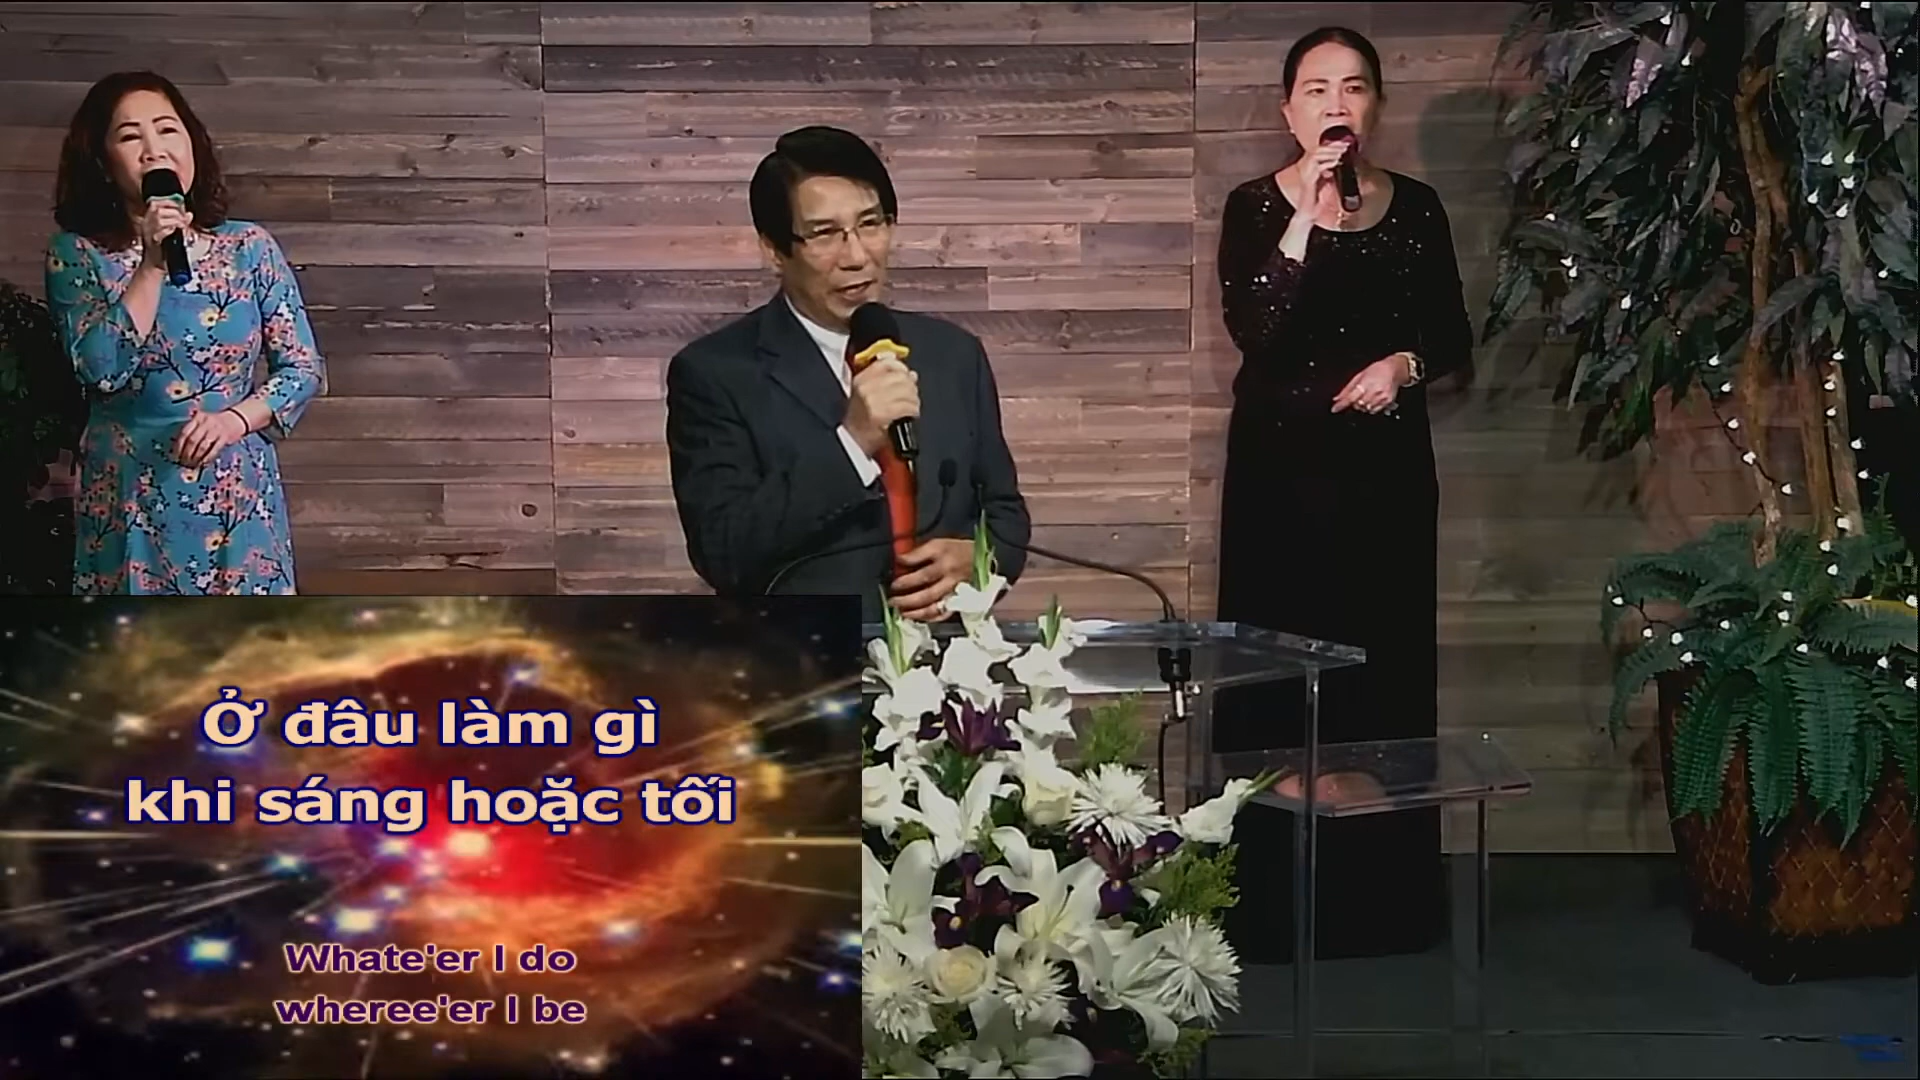 Ở đâu làm gì
khi sáng hoặc tối
Whate'er I do
wheree'er I be